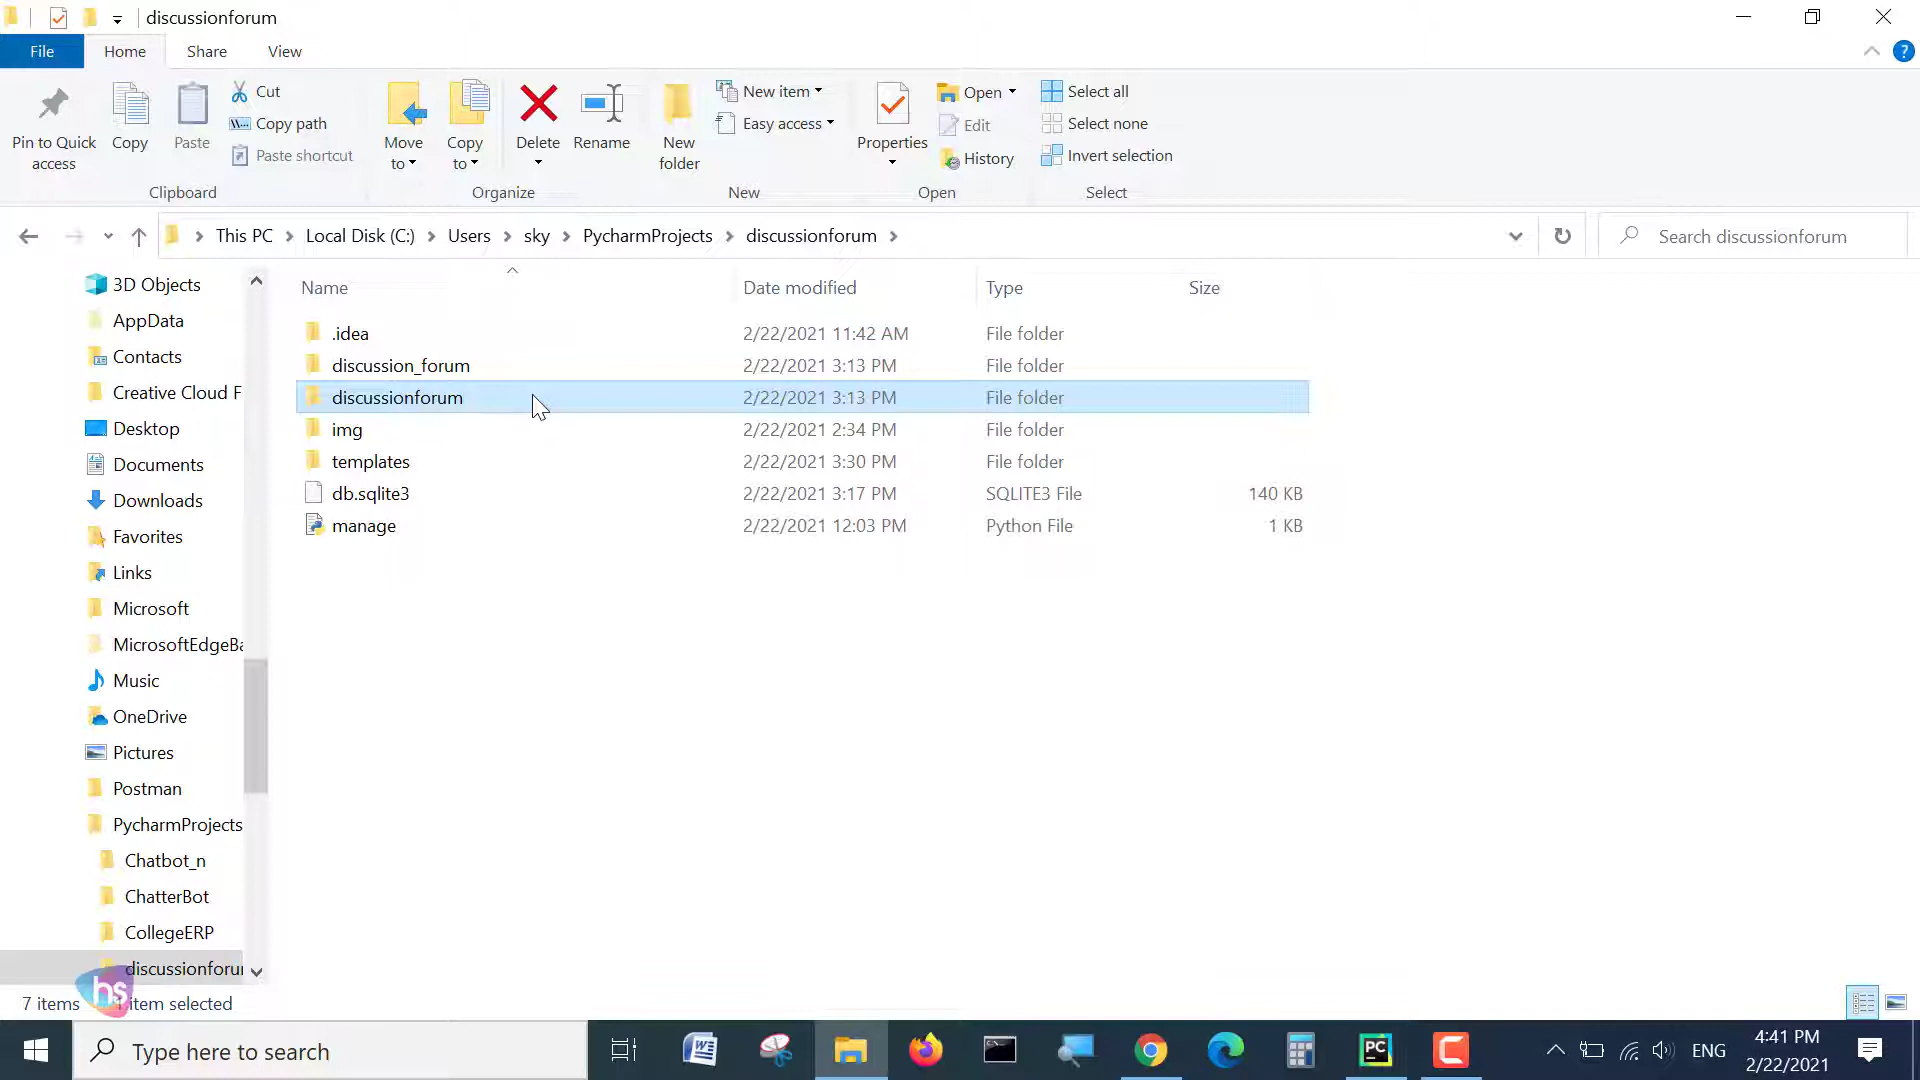 discussionforum
File Home Share View
Pin to Quick access
Copy
Paste
Cut
Copy path
Paste shortcut
Clipboard
Move to
Copy to
Delete
Rename
Organize
New folder
New item
Easy access
New
Properties
Open
Edit
History
Open
Select all
Select none
Invert selection
Select
This PC Local Disk (C:) Users sky PycharmProjects discussionforum
Search discussionforum
Name Date modified Type Size
.idea 2/22/2021 11:42 AM File folder
discussion_forum 2/22/2021 3:13 PM File folder
discussionforum 2/22/2021 3:13 PM File folder
img 2/22/2021 2:34 PM File folder
templates 2/22/2021 3:30 PM File folder
db.sqlite3 2/22/2021 3:17 PM SQLITE3 File 140 KB
manage 2/22/2021 12:03 PM Python File 1 KB
3D Objects
AppData
Contacts
Creative Cloud F
Desktop
Documents
Downloads
Favorites
Links
Microsoft
MicrosoftEdgeBa
Music
OneDrive
Pictures
Postman
PycharmProjects
Chatbot_n
ChatterBot
CollegeERP
discussionforu
hs
7 items item selected
Type here to search
PC
ENG
4:41 PM
2/22/2021